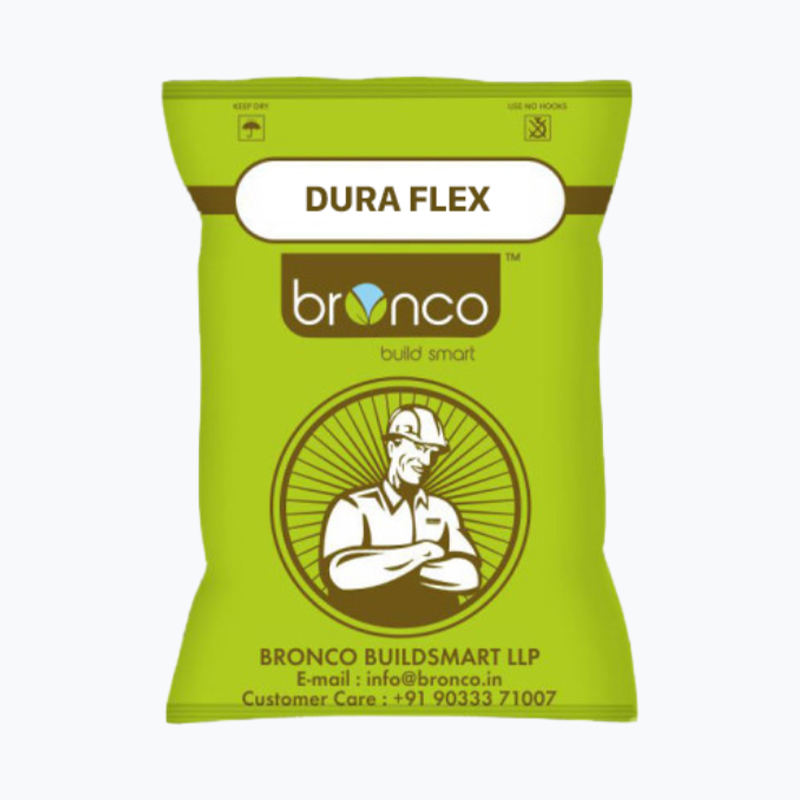 KEEP DRY
USE NO HOOKS
DURA FLEX
bronco
TM
build smart
BRONCO BUILDSMART LLP
E-mail : info@bronco.in
Customer Care : +91 90333 71007